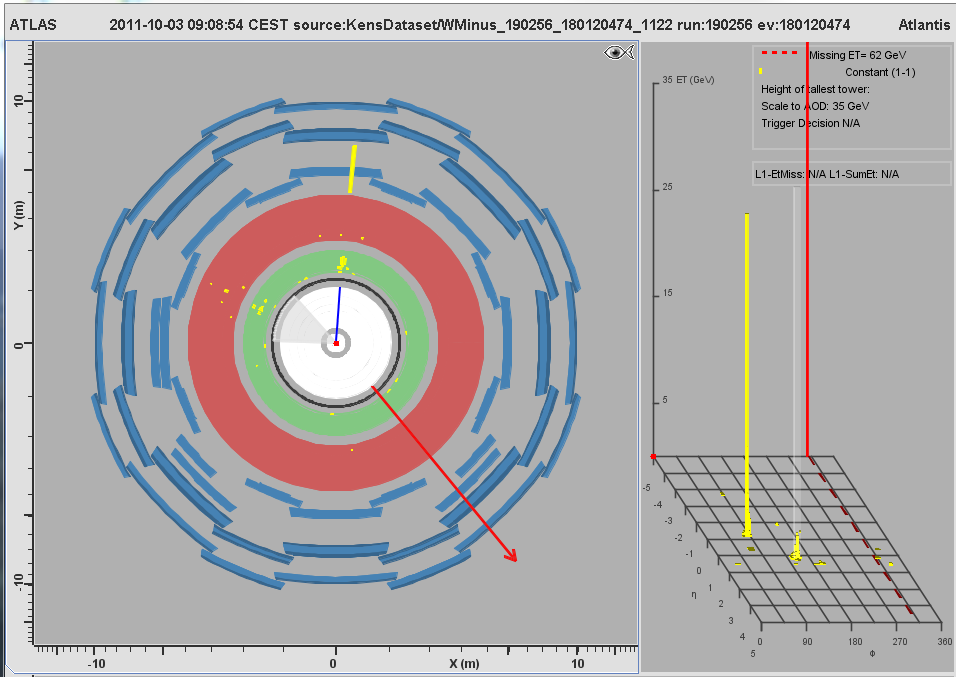 ATLAS 2011-10-03 09:08:54 CEST source:KensDataset/WMinus_190256_180120474_1122 run:190256 ev:180120474 Atlantis
Missing ET= 62 GeV
Constant (1-1)
Height of tallest tower:
Scale to AOD: 35 GeV
Trigger Decision N/A
L1-EtMiss: N/A L1-SumEt: N/A
Y (m)
10
0
-10
-10
0
X (m)
10
35 ET (GeV)
25
15
5
-5
-4
-3
-2
-1
0
1
2
3
4
5
η
0
90
180
270
360
Φ